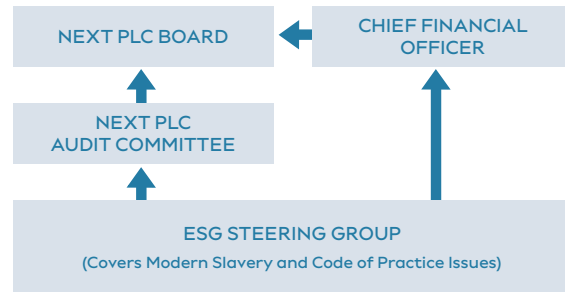 NEXT PLC BOARD
CHIEF FINANCIAL
OFFICER
NEXT PLC
AUDIT COMMITTEE
ESG STEERING GROUP
(Covers Modern Slavery and Code of Practice Issues)